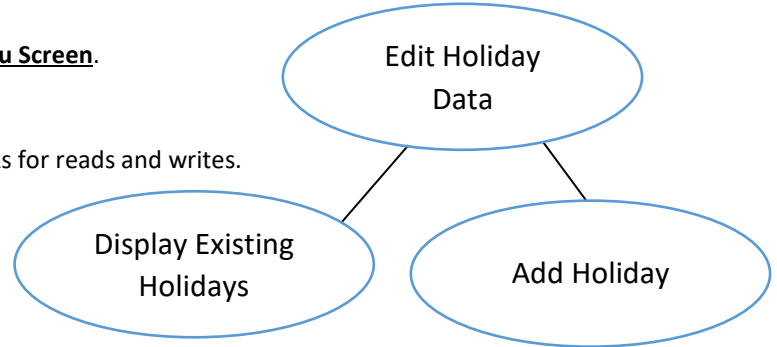 u Screen.
Edit Holiday
Data
s for reads and writes.
Display Existing
Holidays
Add Holiday